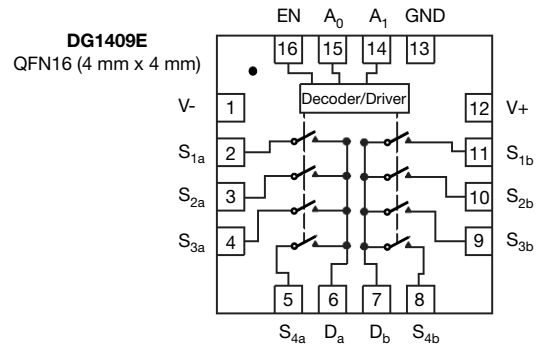 DG1409E
QFN16 (4 mm x 4 mm)
EN A₀ A₁ GND
16 15 14 13
Decoder/Driver
V- 1 12 V+
S₁ₐ 2 11 S₁b
S₂ₐ 3 10 S₂b
S₃ₐ 4 9 S₃b
5 6 7 8
S₄ₐ Dₐ Db S₄b